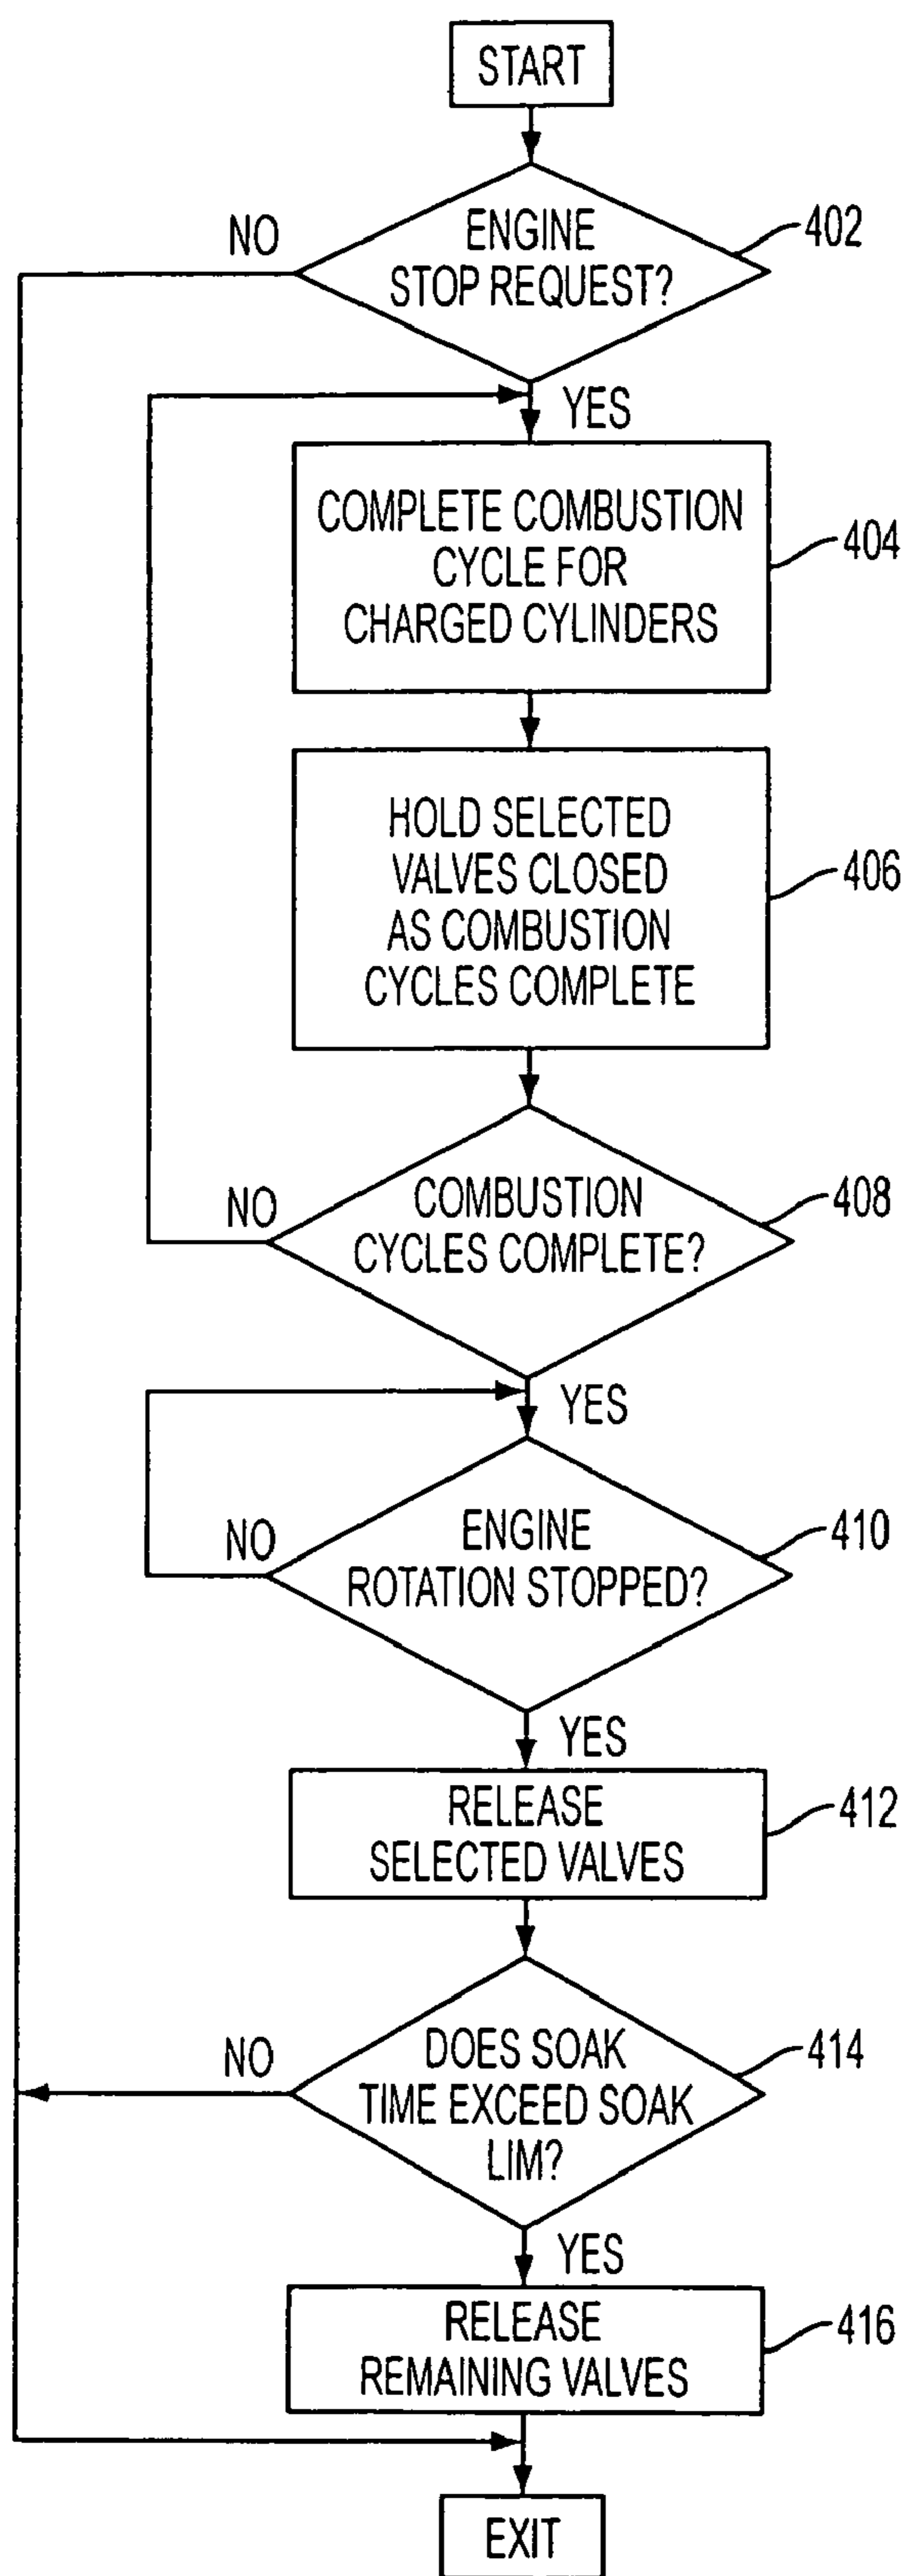 START
ENGINE
STOP REQUEST?
402
NO
YES
COMPLETE COMBUSTION
CYCLE FOR
CHARGED CYLINDERS
404
HOLD SELECTED
VALVES CLOSED
AS COMBUSTION
CYCLES COMPLETE
406
COMBUSTION
CYCLES COMPLETE?
408
NO
YES
ENGINE
ROTATION STOPPED?
410
NO
YES
RELEASE
SELECTED VALVES
412
DOES SOAK
TIME EXCEED SOAK
LIM?
414
NO
YES
RELEASE
REMAINING VALVES
416
EXIT